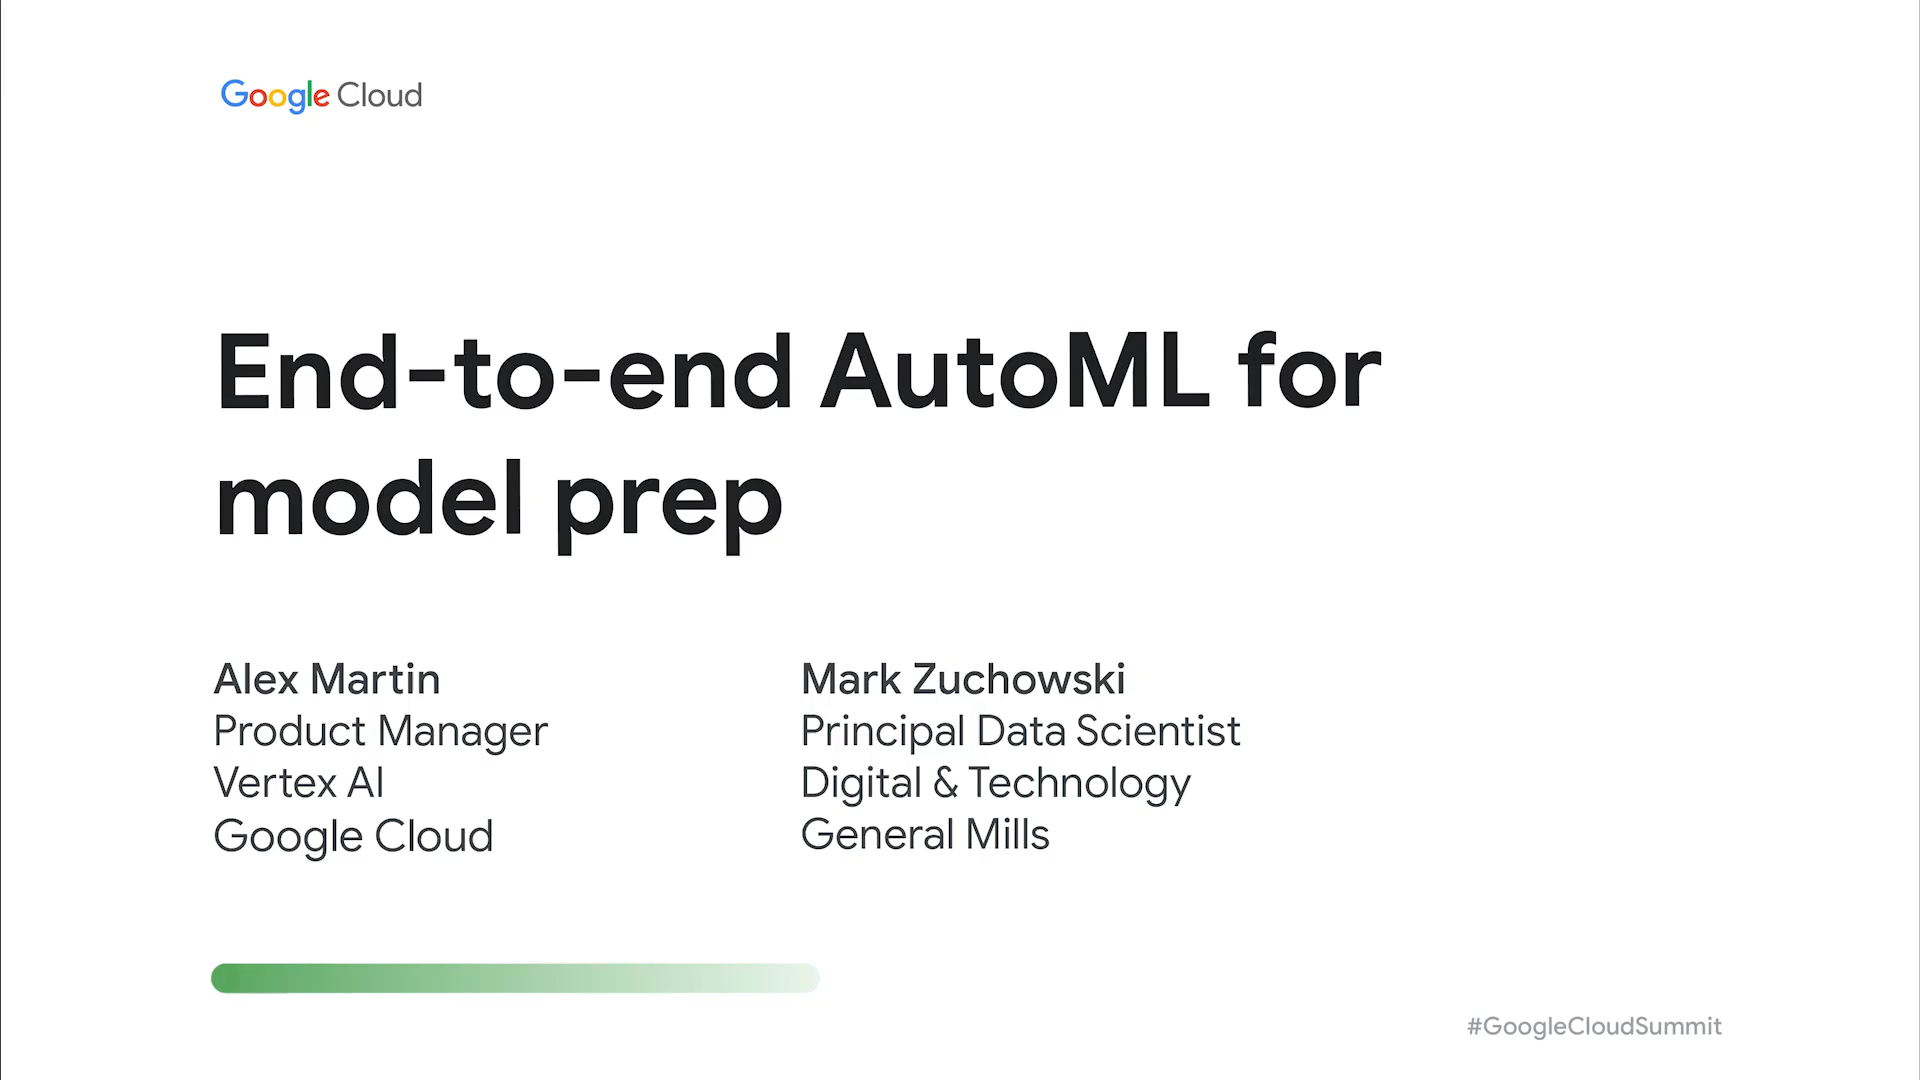 Google Cloud
End-to-end AutoML for
model prep
Alex Martin
Product Manager
Vertex AI
Google Cloud
Mark Zuchowski
Principal Data Scientist
Digital & Technology
General Mills
#GoogleCloudSummit